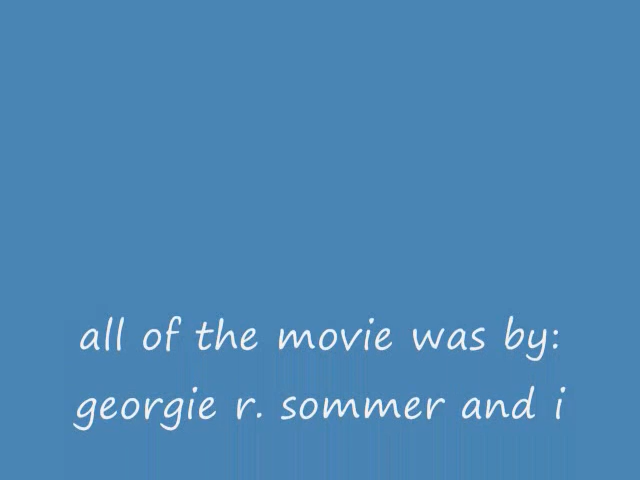 all of the movie was by:
georgie r. sommer and i